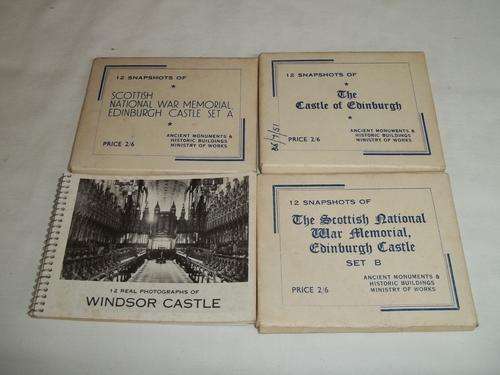 12 SNAPSHOTS OF
SCOTTISH
NATIONAL WAR MEMORIAL
EDINBURGH CASTLE SET A
ANCIENT MONUMENTS &
HISTORIC BUILDINGS
MINISTRY OF WORKS
PRICE 2/6
12 SNAPSHOTS OF
The
Castle of Edinburgh
26/7/51
PRICE 2/6
ANCIENT MONUMENTS &
HISTORIC BUILDINGS
MINISTRY OF WORKS
12 REAL PHOTOGRAPHS OF
WINDSOR CASTLE
12 SNAPSHOTS OF
The Scottish National
War Memorial,
Edinburgh Castle
SET B
ANCIENT MONUMENTS &
HISTORIC BUILDINGS
MINISTRY OF WORKS
PRICE 2/6